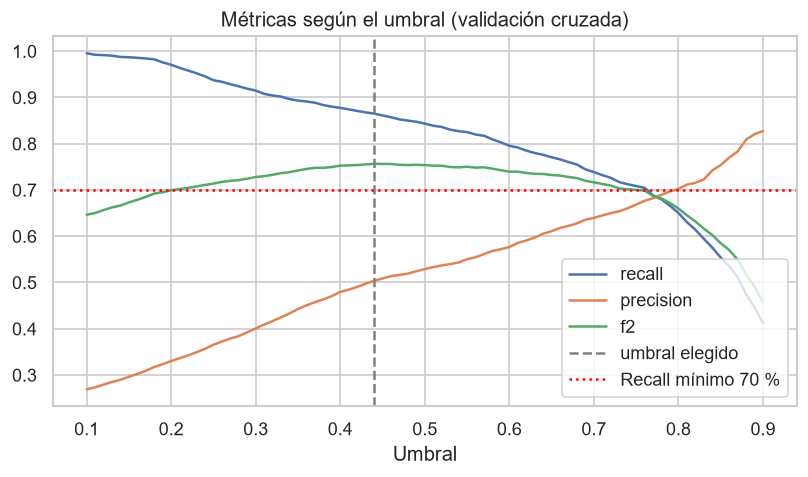 Métricas según el umbral (validación cruzada)
1.0
0.9
0.8
0.7
0.6
0.5
0.4
0.3
recall
precision
f2
umbral elegido
Recall mínimo 70 %
0.1 0.2 0.3 0.4 0.5 0.6 0.7 0.8 0.9
Umbral